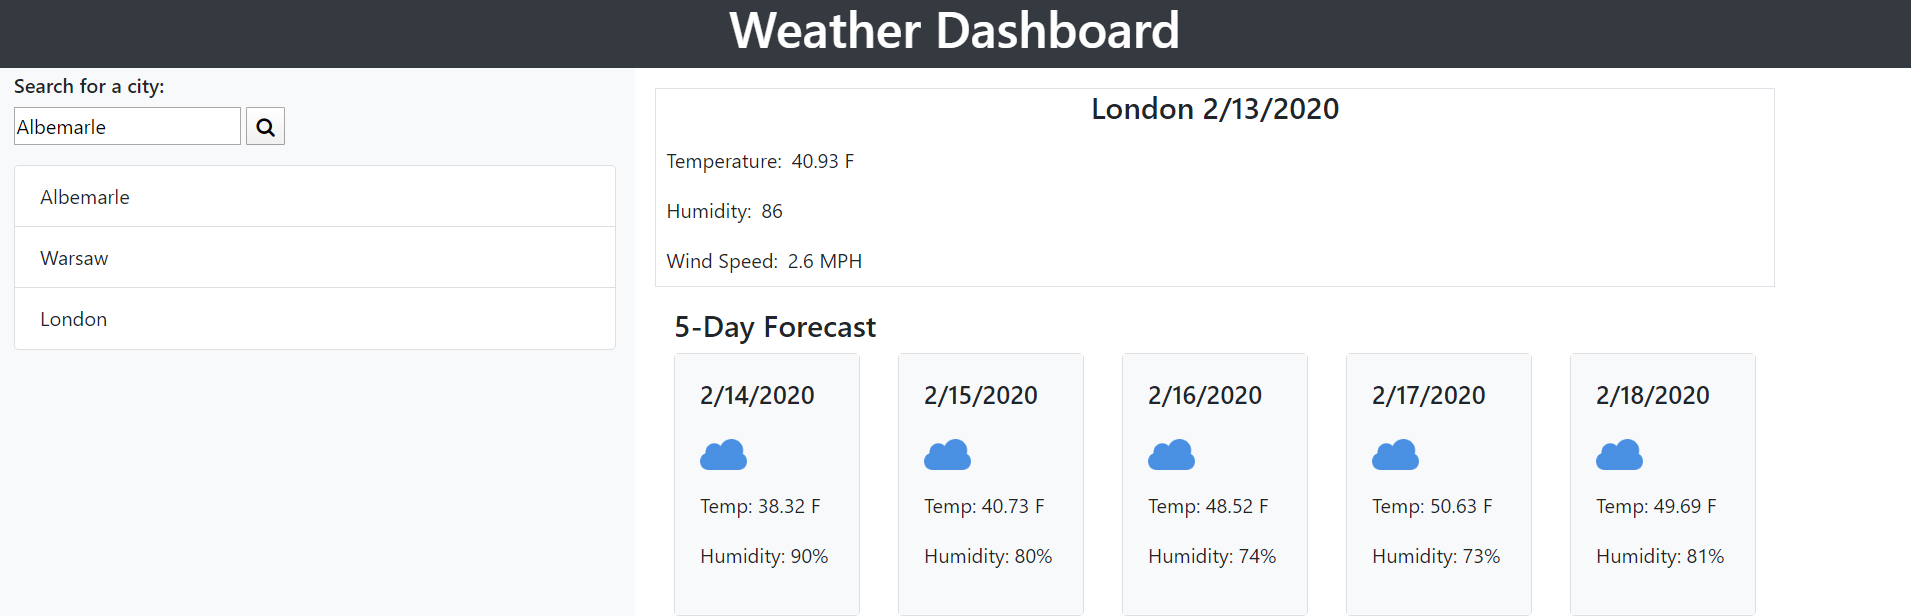 Weather Dashboard
Search for a city:
Albemarle
Albemarle
Warsaw
London
London 2/13/2020
Temperature: 40.93 F
Humidity: 86
Wind Speed: 2.6 MPH
5-Day Forecast
2/14/2020
Temp: 38.32 F
Humidity: 90%
2/15/2020
Temp: 40.73 F
Humidity: 80%
2/16/2020
Temp: 48.52 F
Humidity: 74%
2/17/2020
Temp: 50.63 F
Humidity: 73%
2/18/2020
Temp: 49.69 F
Humidity: 81%